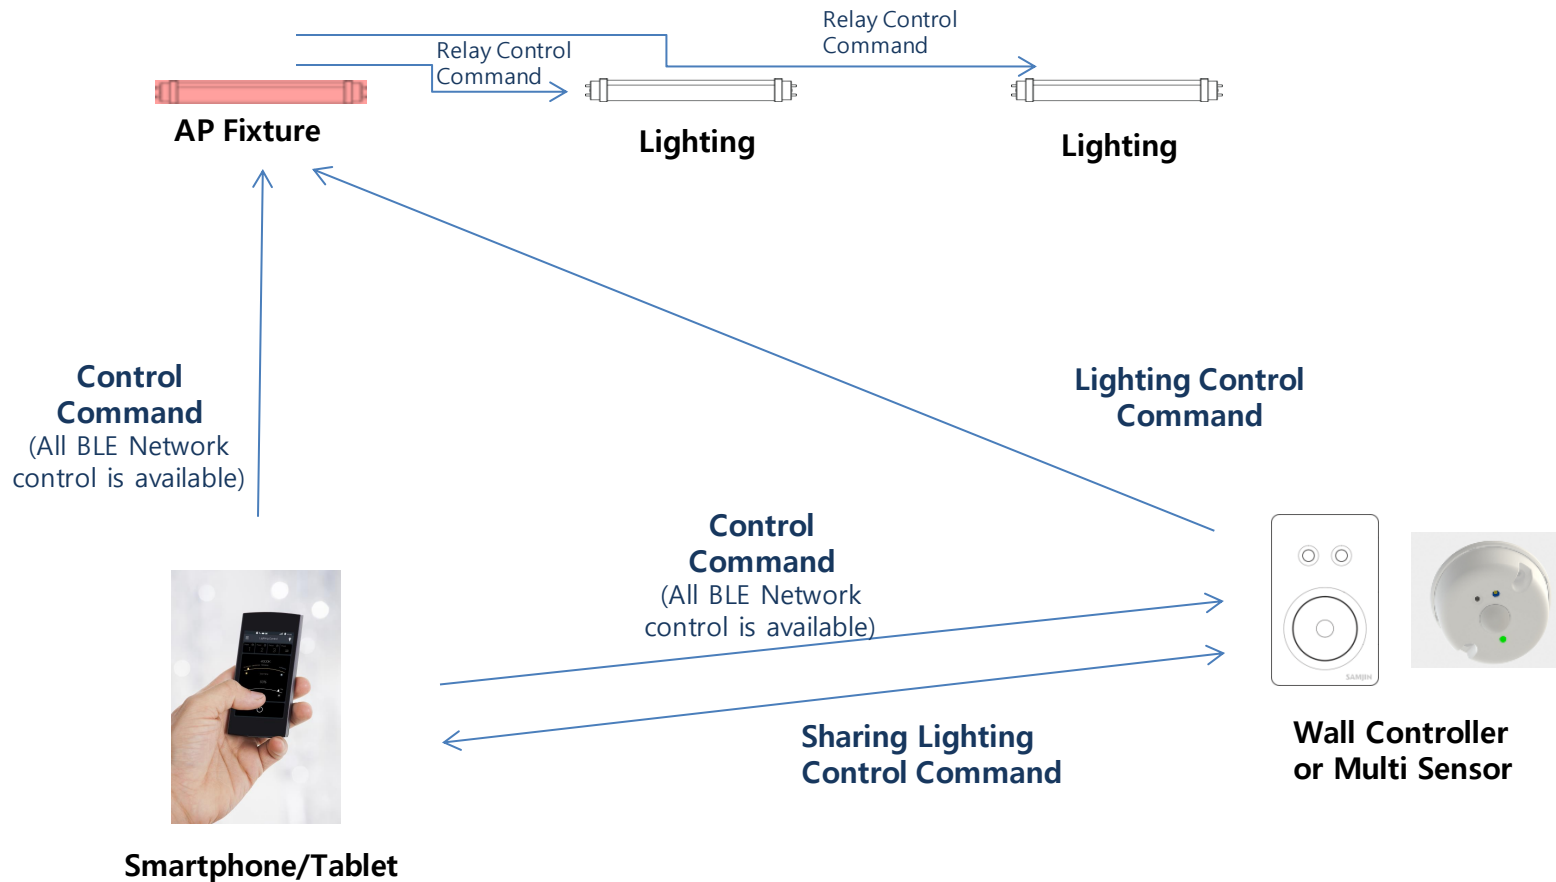 Relay Control
Command
Relay Control
Command
AP Fixture
Lighting
Lighting
Control
Command
(All BLE Network
control is available)
Lighting Control
Command
Control
Command
(All BLE Network
control is available)
SAMJIN
Sharing Lighting
Control Command
Wall Controller
or Multi Sensor
Smartphone/Tablet